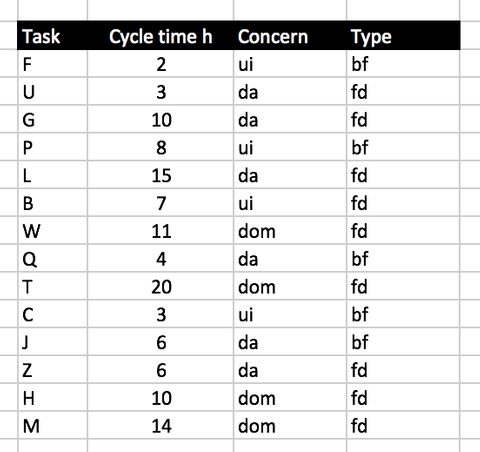 Task Cycle time h Concern Type
F 2 ui bf
U 3 da fd
G 10 da fd
P 8 ui bf
L 15 da fd
B 7 ui fd
W 11 dom fd
Q 4 da bf
T 20 dom fd
C 3 ui bf
J 6 da bf
Z 6 da fd
H 10 dom fd
M 14 dom fd